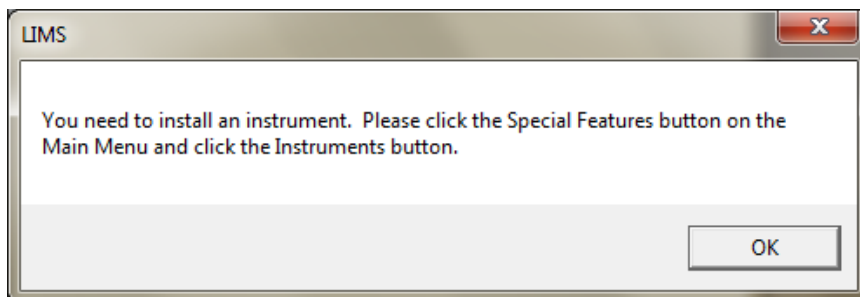 LIMS
You need to install an instrument.  Please click the Special Features button on the
Main Menu and click the Instruments button.
OK